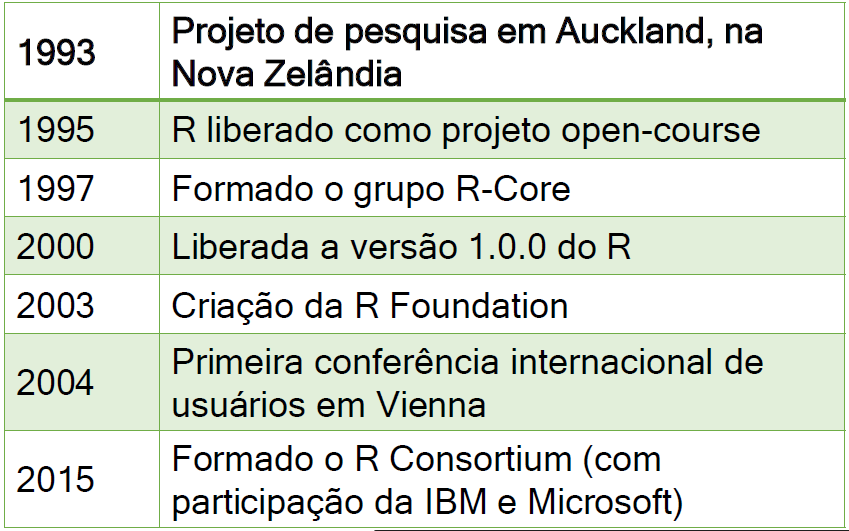 1993 Projeto de pesquisa em Auckland, na
Nova Zelândia
1995 R liberado como projeto open-course
1997 Formado o grupo R-Core
2000 Liberada a versão 1.0.0 do R
2003 Criação da R Foundation
2004 Primeira conferência internacional de
usuários em Vienna
2015 Formado o R Consortium (com
participação da IBM e Microsoft)